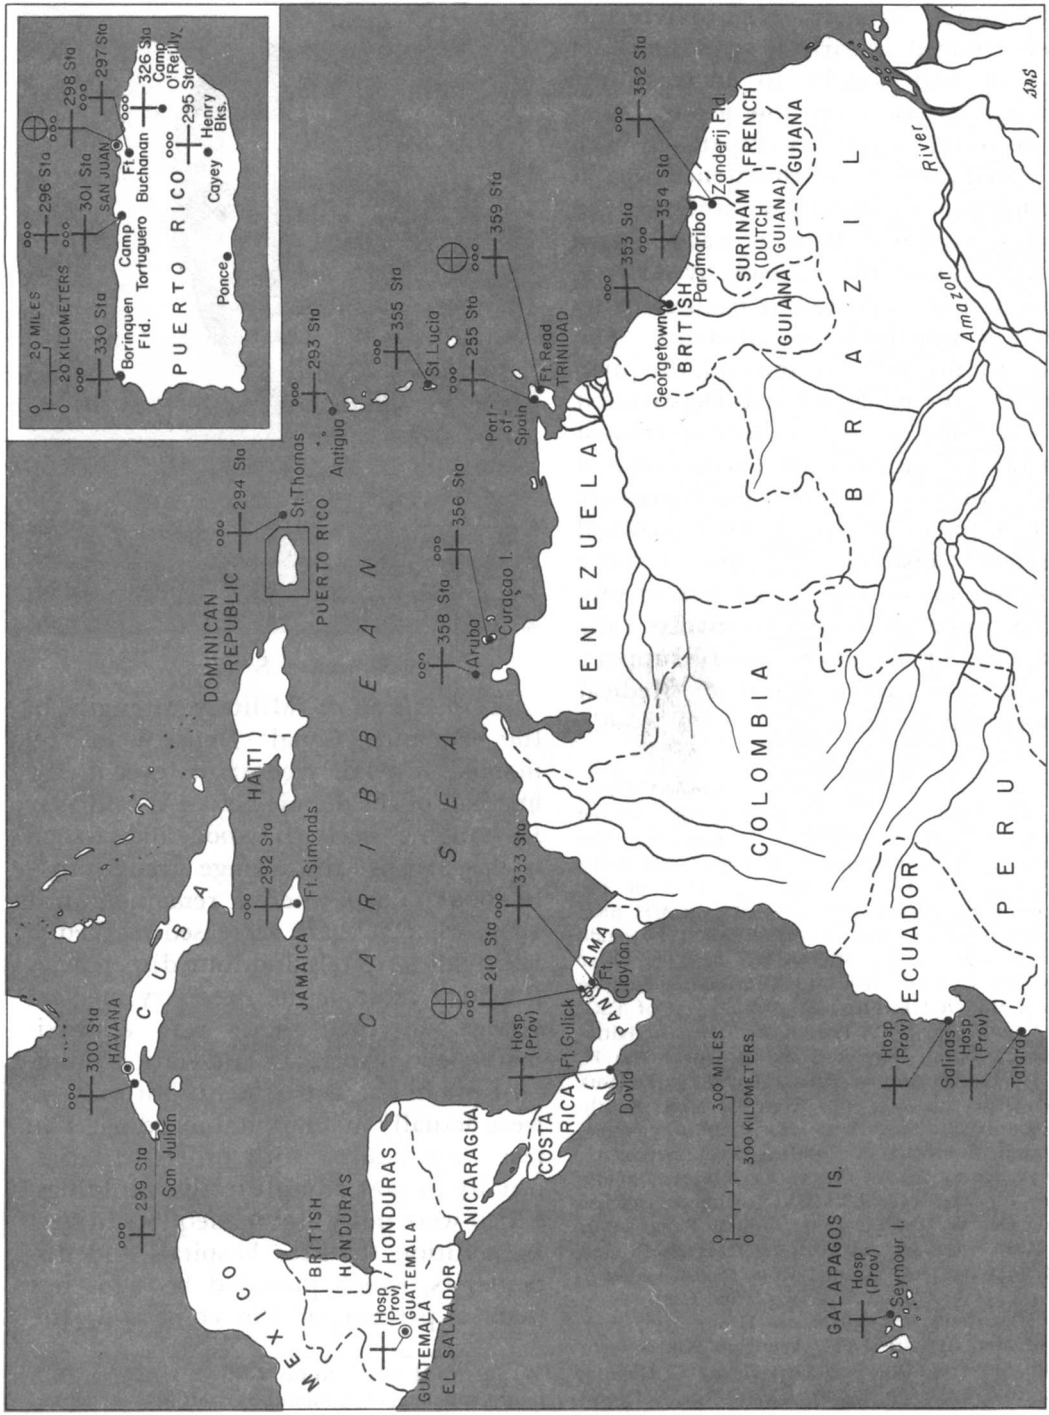 0 20 MILES
0 20 KILOMETERS
330 Sta
Borinquen
Fld.
296 Sta
301 Sta
Camp
Tortuguero
SAN JUAN
298 Sta
297 Sta
Ft
Buchanan
326 Sta
Camp
O'Reilly
295 Sta
Henry
Bks.
Cayey
Ponce
PUERTO RICO
MEXICO
BRITISH
HONDURAS
Hosp
(Prov)
GUATEMALA
GUATEMALA
EL SALVADOR
HONDURAS
NICARAGUA
COSTA
RICA
299 Sta
San Julian
300 Sta
HAVANA
CUBA
292 Sta
JAMAICA
Ft. Simonds
HAITI
DOMINICAN
REPUBLIC
294 Sta
St. Thomas
PUERTO RICO
293 Sta
Antigua
355 Sta
St. Lucia
255 Sta
Port-
of-
Spain
359 Sta
Ft. Read
TRINIDAD
356 Sta
Curaçao I.
358 Sta
Aruba
CARIBBEAN
SEA
Hosp
(Prov)
David
210 Sta
Ft. Gulick
333 Sta
Ft
Clayton
PANAMA
VENEZUELA
COLOMBIA
353 Sta
Georgetown
BRITISH
GUIANA
354 Sta
Paramaribo
352 Sta
Zanderij Fld.
SURINAM
(DUTCH
GUIANA)
FRENCH
GUIANA
BRAZIL
Amazon
River
ECUADOR
PERU
Hosp
(Prov)
Salinas
Hosp
(Prov)
Talara
0 300 MILES
0 300 KILOMETERS
GALAPAGOS IS.
Hosp
(Prov)
Seymour I.